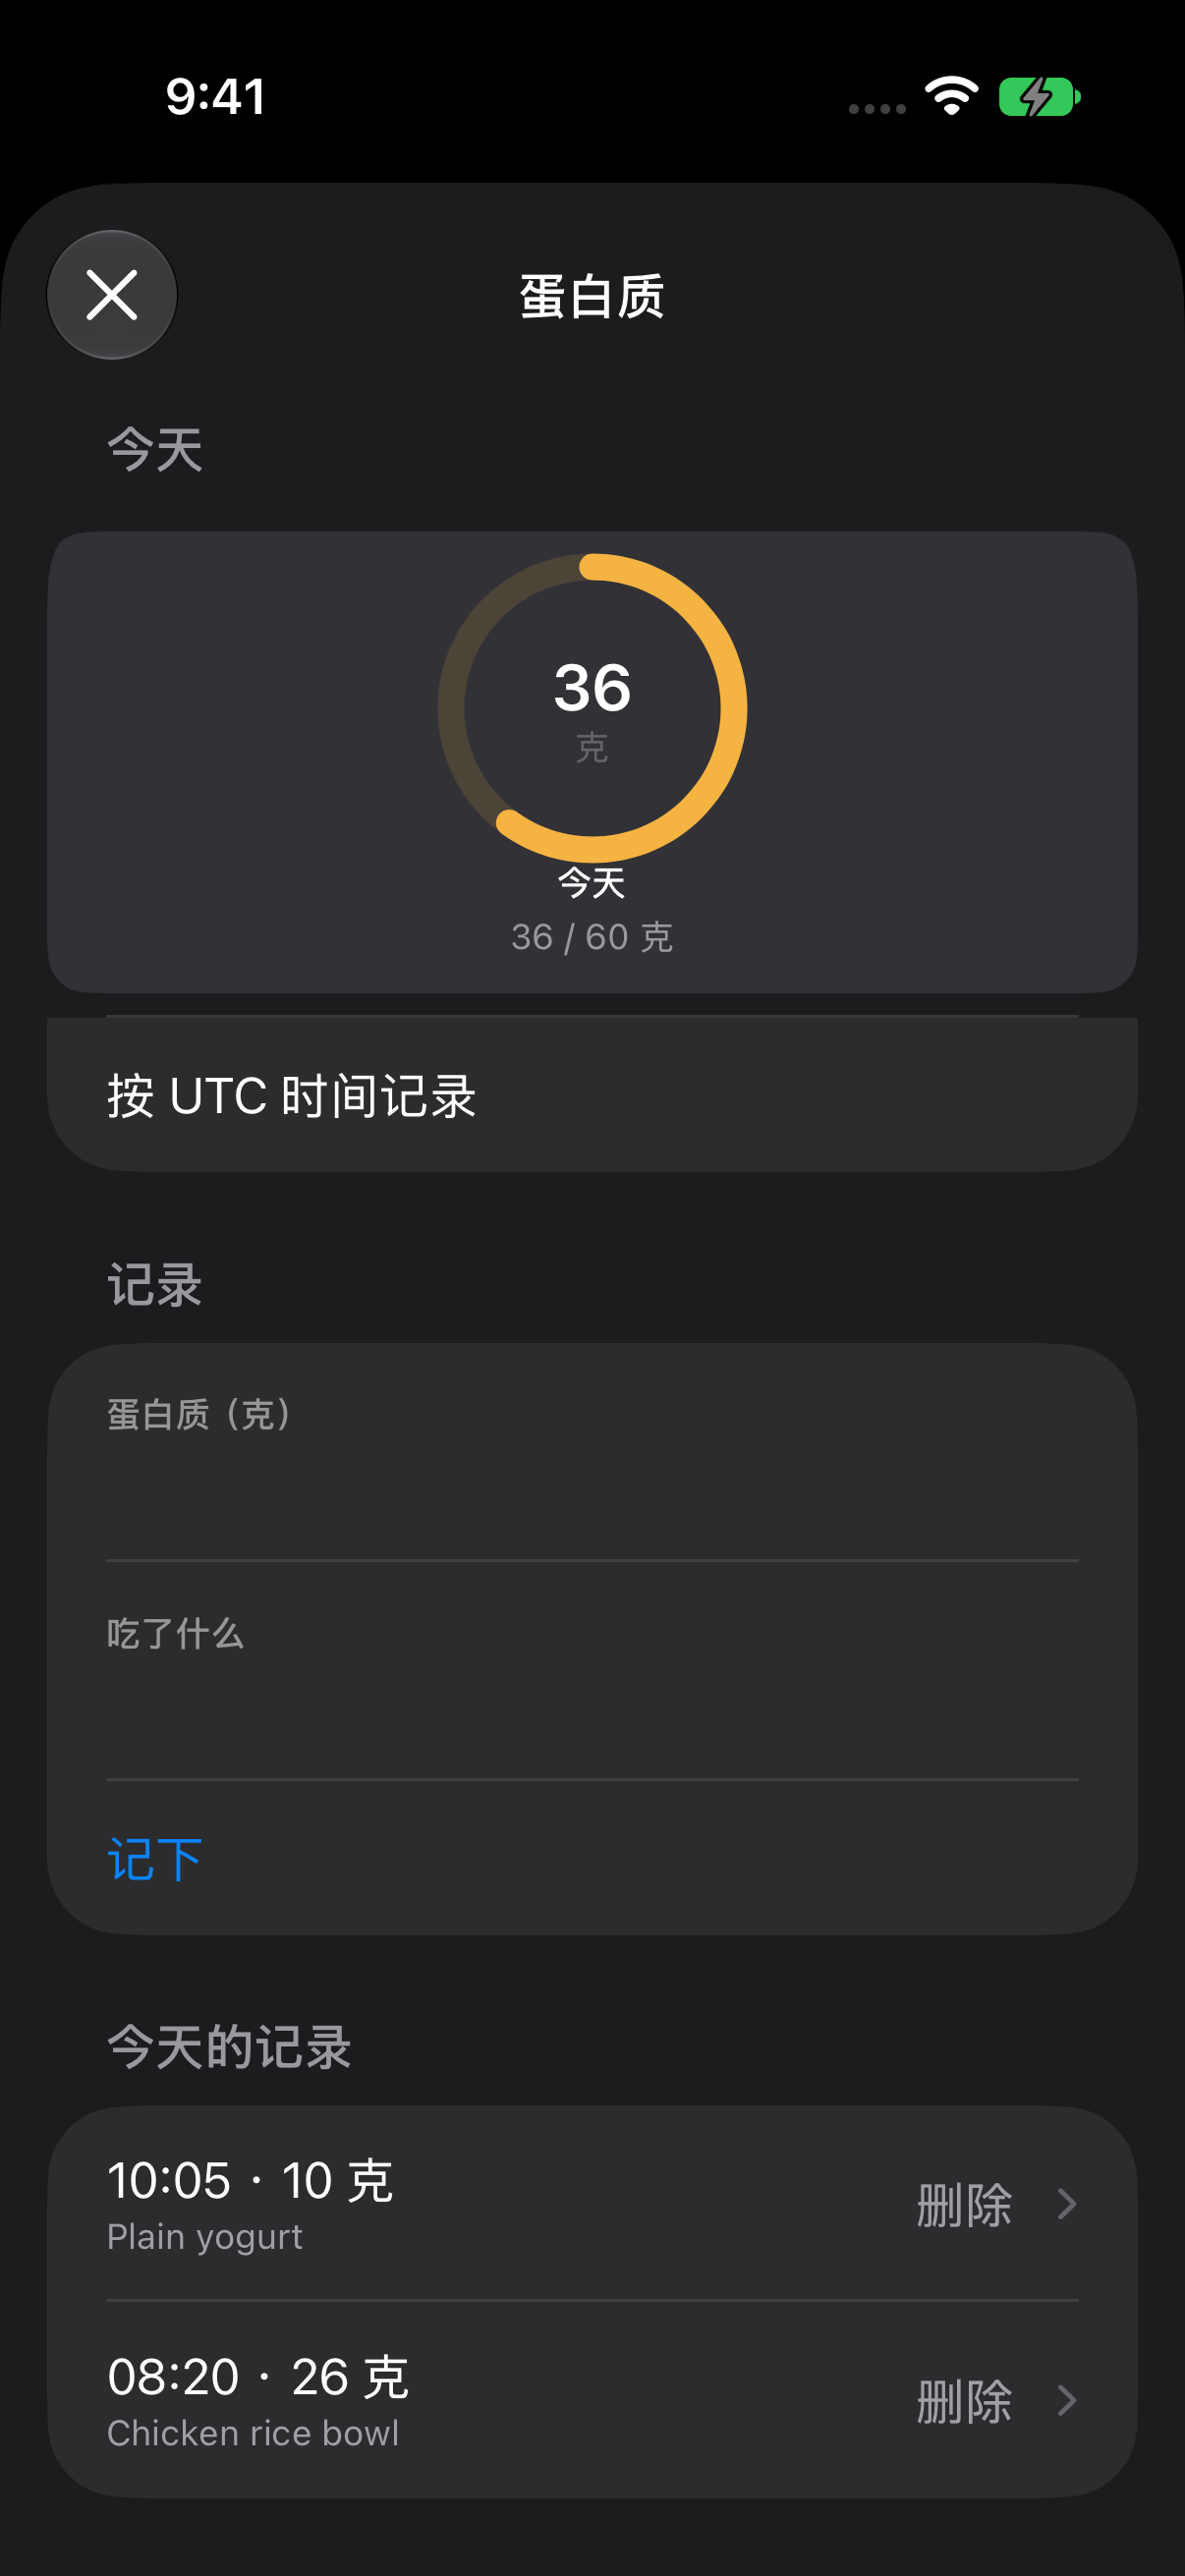 9:41
蛋白质
今天
36
克
今天
36 / 60 克
按 UTC 时间记录
记录
蛋白质（克）
吃了什么
记下
今天的记录
10:05 · 10 克
Plain yogurt
删除
08:20 · 26 克
Chicken rice bowl
删除